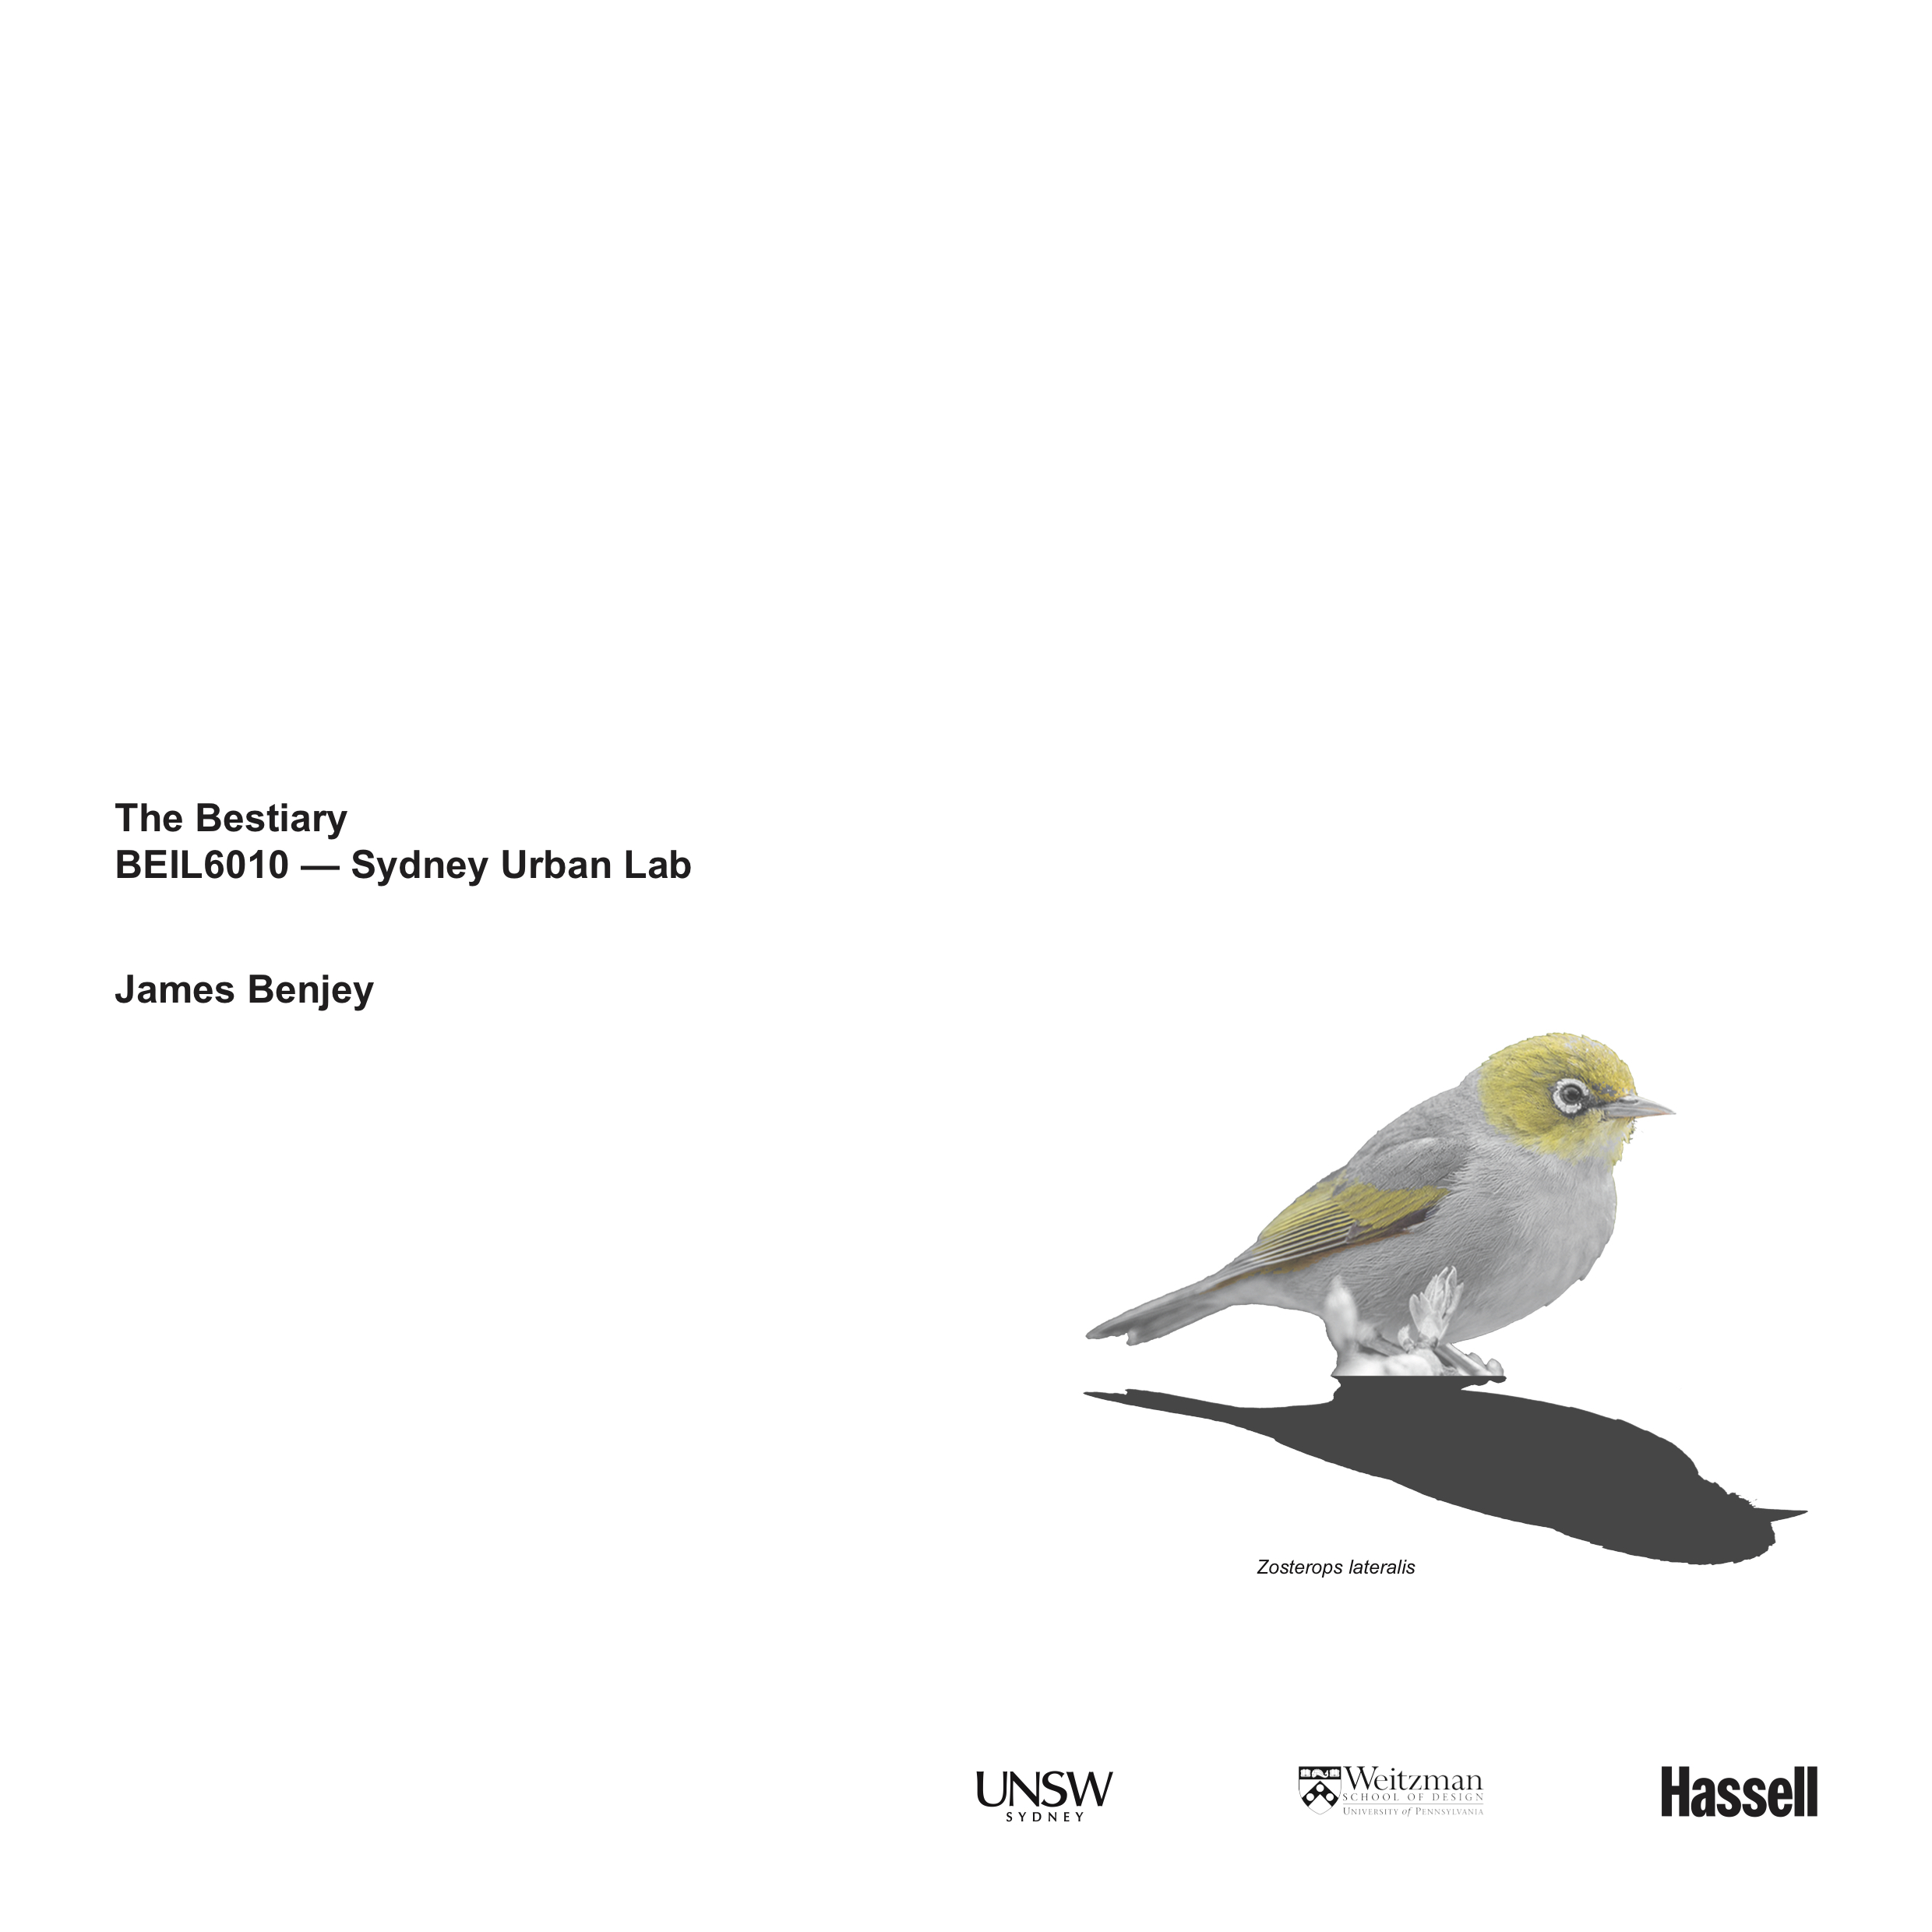 The Bestiary
BEIL6010 — Sydney Urban Lab
James Benjey
Zosterops lateralis
UNSW
SYDNEY
Weitzman
SCHOOL OF DESIGN
UNIVERSITY of PENNSYLVANIA
Hassell